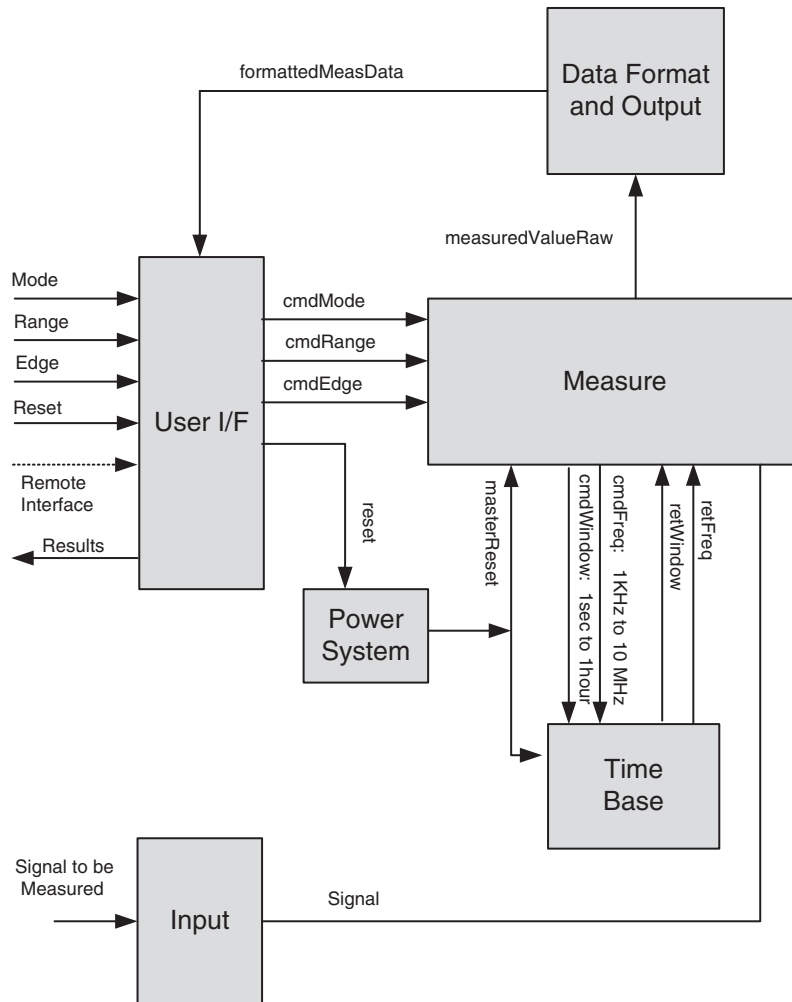 formattedMeasData
Data Format
and Output
measuredValueRaw
Mode
Range
Edge
Reset
Remote
Interface
Results
User I/F
cmdMode
cmdRange
cmdEdge
Measure
reset
masterReset
cmdWindow: 1sec to 1hour
cmdFreq: 1KHz to 10 MHz
retWindow
retFreq
Power
System
Time
Base
Signal to be
Measured
Input
Signal